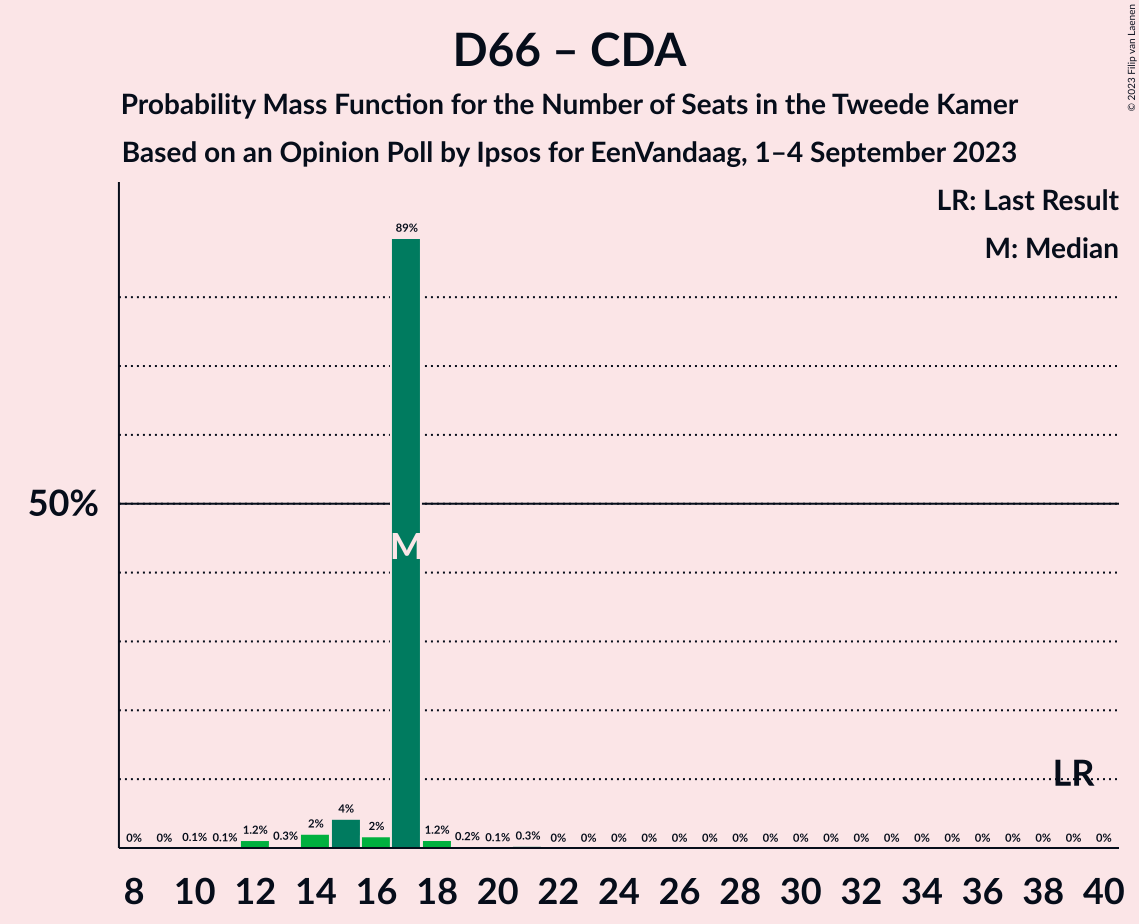 D66 – CDA
Probability Mass Function for the Number of Seats in the Tweede Kamer
Based on an Opinion Poll by Ipsos for EenVandaag, 1–4 September 2023
© 2023 Filip van Laenen
LR: Last Result
M: Median
50%
89%
M
LR
0% 0% 0.1% 0.1% 1.2% 0.3% 2% 4% 2% 1.2% 0.2% 0.1% 0.3% 0% 0% 0% 0% 0% 0% 0% 0% 0% 0% 0% 0% 0% 0% 0% 0% 0% 0% 0%
8 10 12 14 16 18 20 22 24 26 28 30 32 34 36 38 40